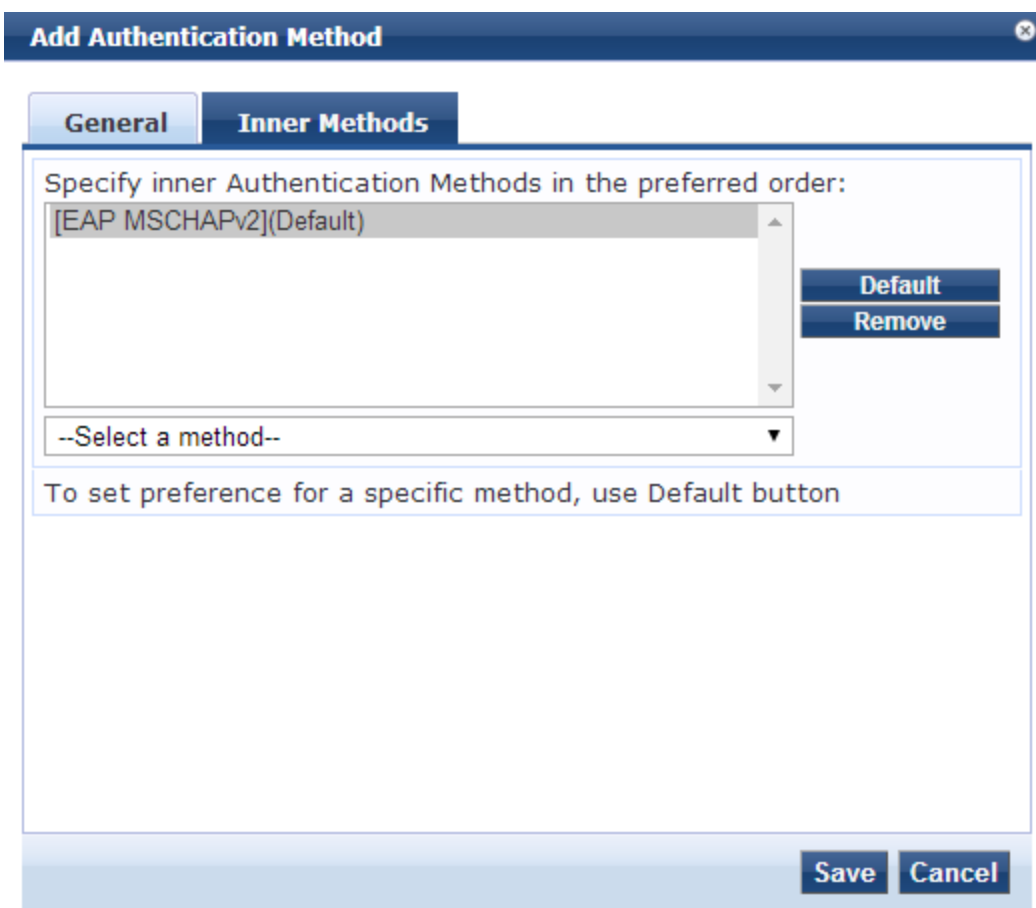 Add Authentication Method
General
Inner Methods
Specify inner Authentication Methods in the preferred order:
[EAP MSCHAPv2](Default)
Default
Remove
--Select a method--
To set preference for a specific method, use Default button
Save
Cancel